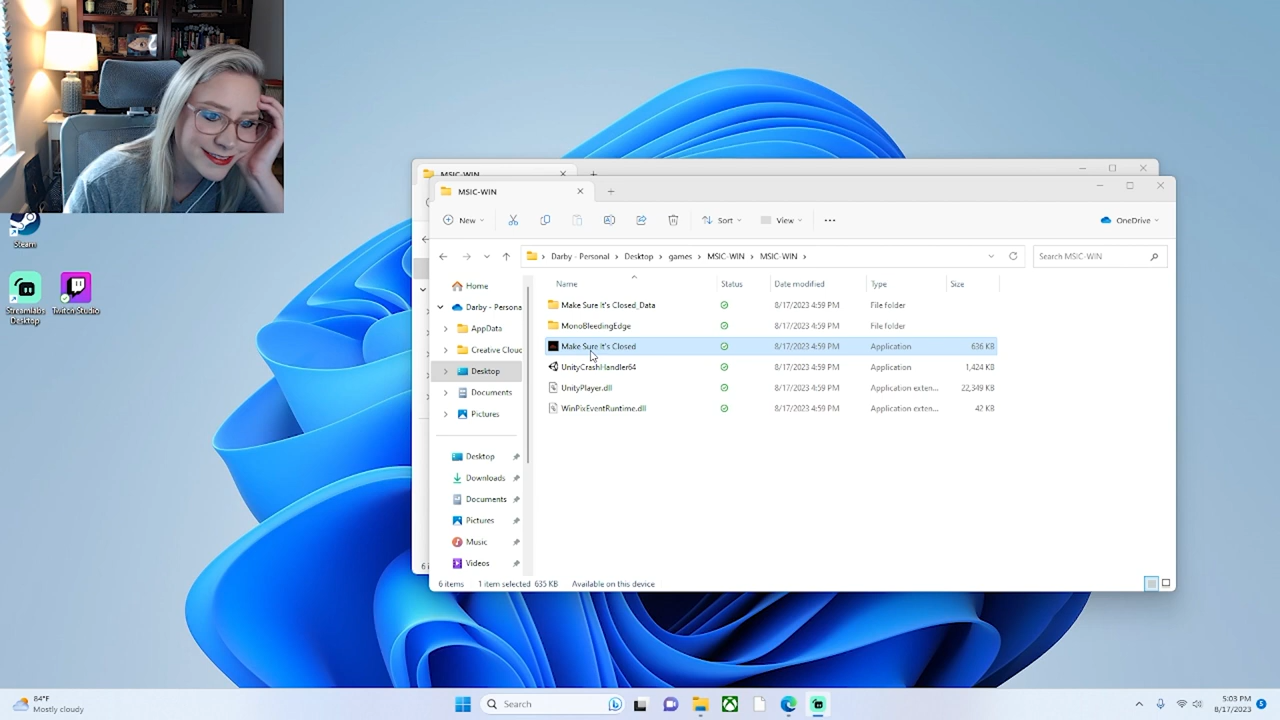 Steam
Streamlabs
Desktop
Twitch Studio
MSIC-WIN
MSIC-WIN
New
Sort
View
OneDrive
Darby - Personal > Desktop > games > MSIC-WIN > MSIC-WIN >
Search MSIC-WIN
Home
Darby - Persona
AppData
Creative Cloud
Desktop
Documents
Pictures
Desktop
Downloads
Documents
Pictures
Music
Videos
Name Status Date modified Type Size
Make Sure It's Closed_Data 8/17/2023 4:59 PM File folder
MonoBleedingEdge 8/17/2023 4:59 PM File folder
Make Sure It's Closed 8/17/2023 4:59 PM Application 636 KB
UnityCrashHandler64 8/17/2023 4:59 PM Application 1,424 KB
UnityPlayer.dll 8/17/2023 4:59 PM Application exten... 22,349 KB
WinPixEventRuntime.dll 8/17/2023 4:59 PM Application exten... 42 KB
6 items 1 item selected 635 KB Available on this device
84°F
Mostly cloudy
Search
5:03 PM
8/17/2023